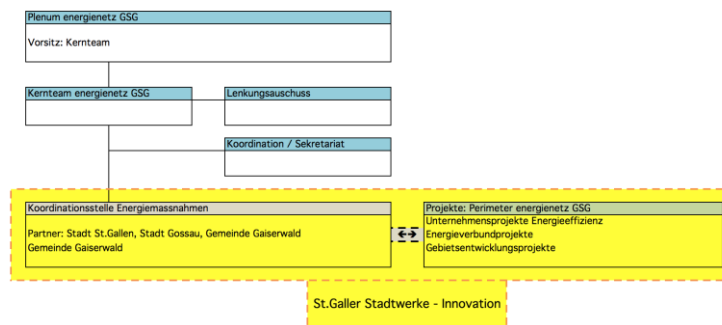 Plenum energienetz GSG
Vorsitz: Kernteam
Kernteam energienetz GSG
Lenkungsauschuss
Koordination / Sekretariat
Koordinationsstelle Energiemassnahmen
Partner: Stadt St.Gallen, Stadt Gossau, Gemeinde Gaiserwald
Gemeinde Gaiserwald
Projekte: Perimeter energienetz GSG
Unternehmensprojekte Energieeffizienz
Energieverbundprojekte
Gebietsentwicklungsprojekte
St.Galler Stadtwerke - Innovation